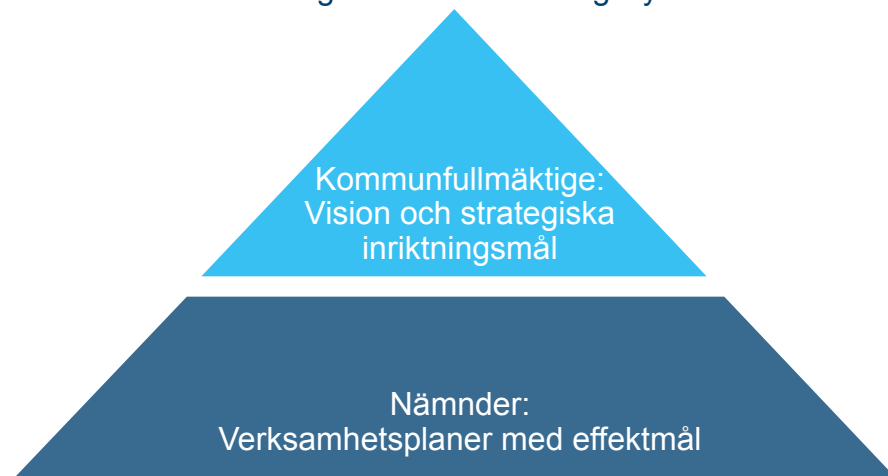 Kommunfullmäktige:
Vision och strategiska
inriktningsmål
Nämnder:
Verksamhetsplaner med effektmål